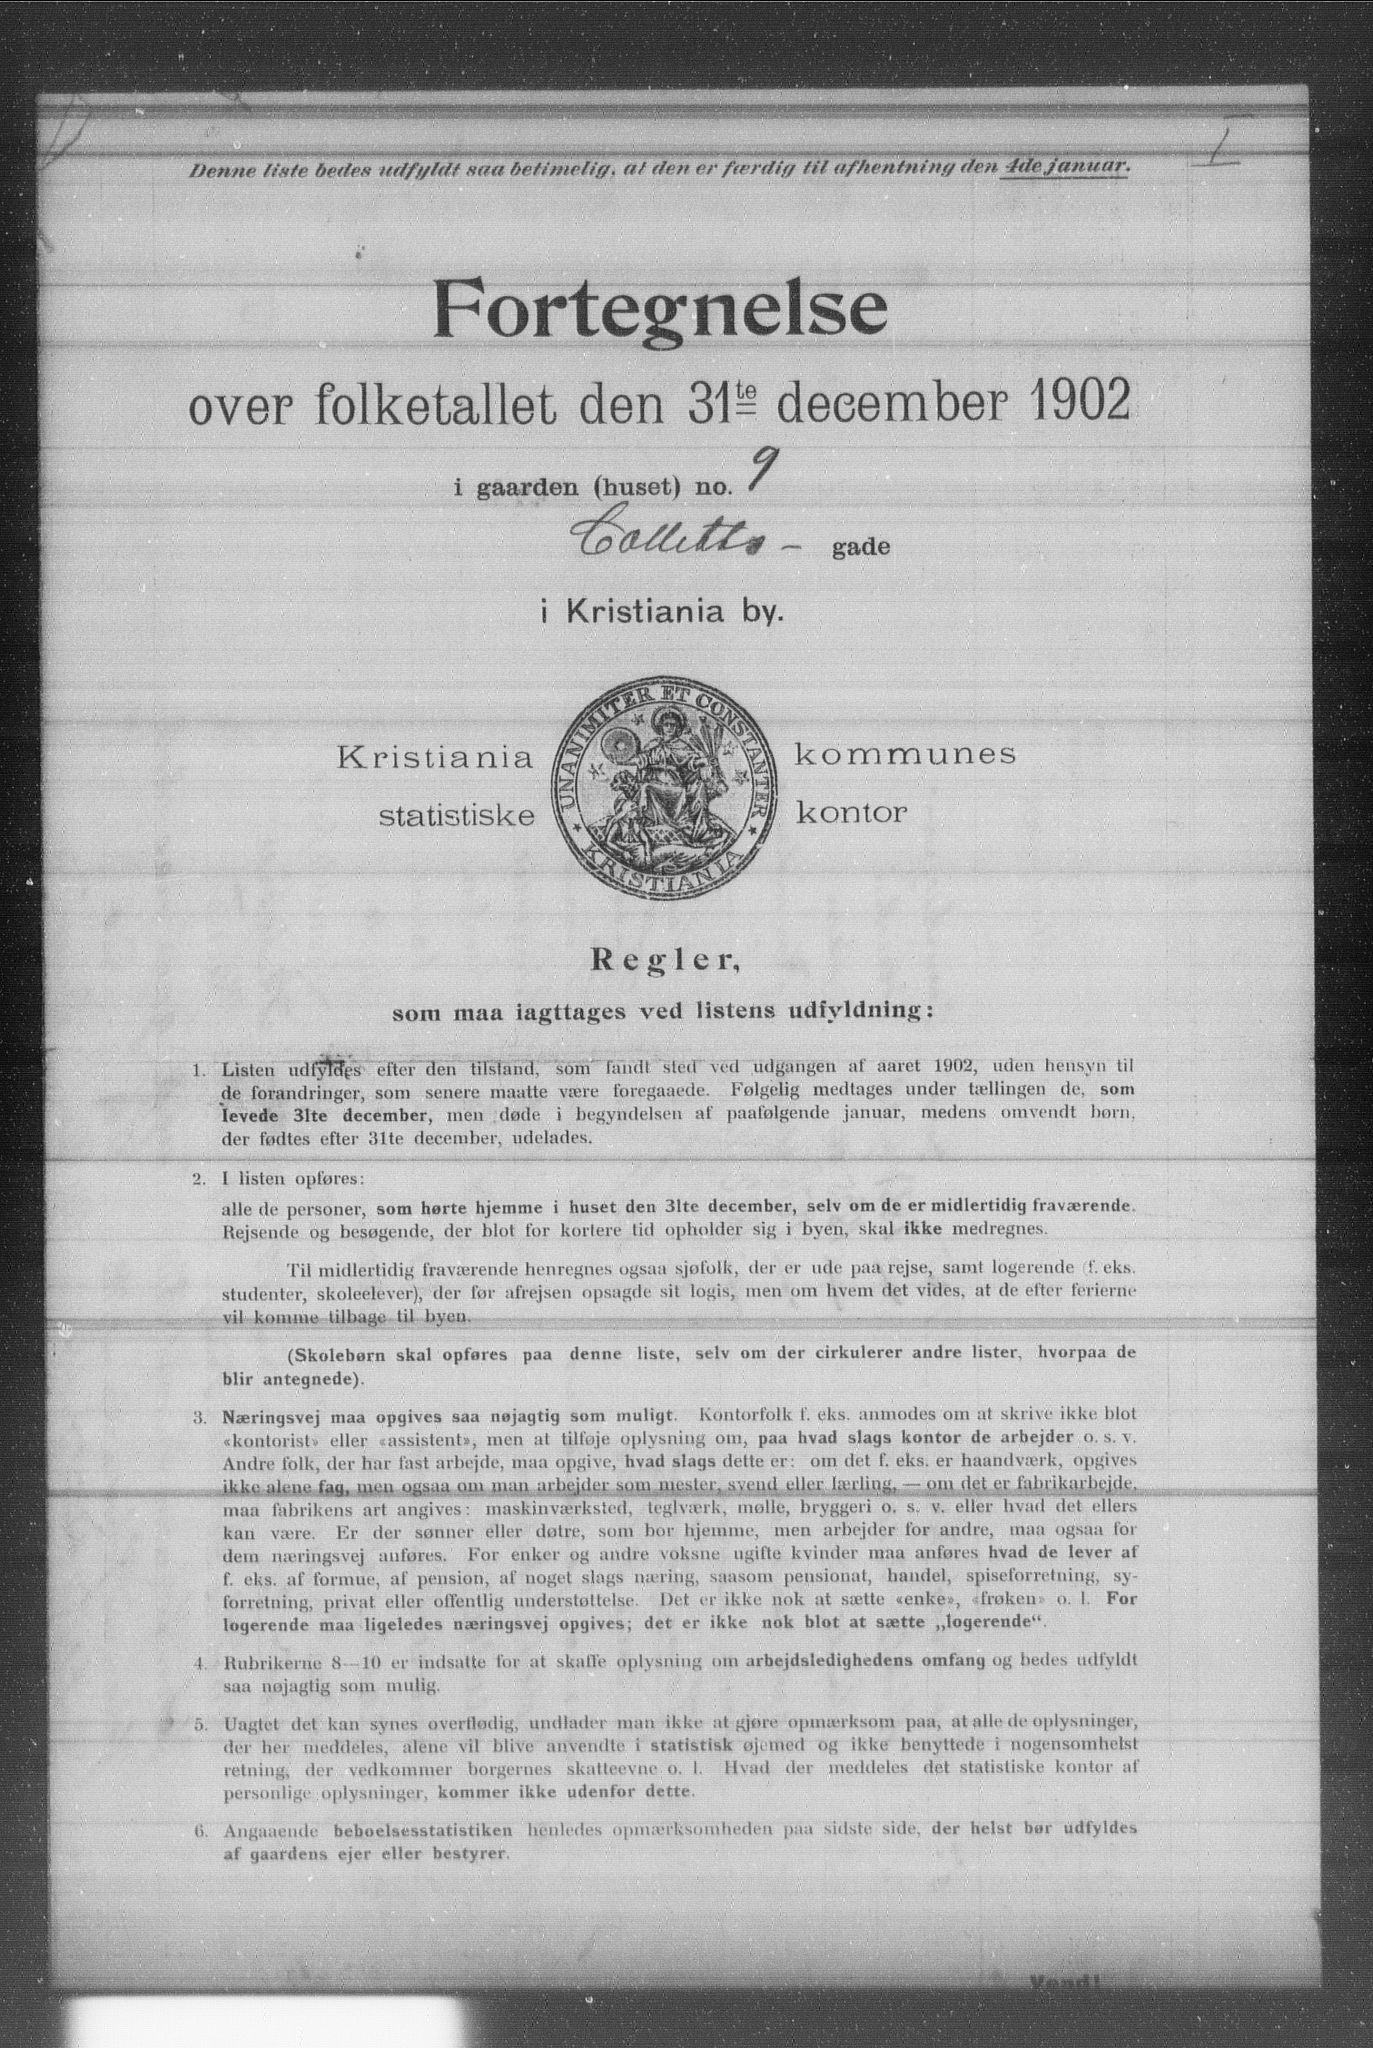 I
Denne liste bedes udfyldt saa betimelig, at den er færdig til afhentning den 4de januar.
Fortegnelse
over folketallet den 31te december 1902
i gaarden (huset) no. 9
Colletts- gade
i Kristiania by.
Kristiania kommunes
statistiske kontor
UNANIMITER ET CONSTANTER
KRISTIANIA
Regler,
som maa iagttages ved listens udfyldning:
1. Listen udfyldes efter den tilstand, som fandt sted ved udgangen af aaret 1902, uden hensyn til
de forandringer, som senere maatte være foregaaede. Følgelig medtages under tællingen de, som
levede 31te december, men døde i begyndelsen af paafølgende januar, medens omvendt børn,
der fødtes efter 31te december, udelades.
2. I listen opføres:
alle de personer, som hørte hjemme i huset den 31te december, selv om de er midlertidig fraværende.
Rejsende og besøgende, der blot for kortere tid opholder sig i byen, skal ikke medregnes.
Til midlertidig fraværende henregnes ogsaa sjøfolk, der er ude paa rejse, samt logerende (f. eks.
studenter, skoleelever), der før afrejsen opsagde sit logis, men om hvem det vides, at de efter ferierne
vil komme tilbage til byen.
(Skolebørn skal opføres paa denne liste, selv om der cirkulerer andre lister, hvorpaa de
blir antegnede).
3. Næringsvej maa opgives saa nøjagtig som muligt. Kontorfolk f. eks. anmodes om at skrive ikke blot
«kontorist» eller «assistent», men at tilføje oplysning om, paa hvad slags kontor de arbejder o. s. v.
Andre folk, der har fast arbejde, maa opgive, hvad slags dette er: om det f. eks. er haandværk, opgives
ikke alene fag, men ogsaa om man arbejder som mester, svend eller lærling, — om det er fabrikarbejde,
maa fabrikens art angives: maskinværksted, teglværk, mølle, bryggeri o. s. v. eller hvad det ellers
kan være. Er der sønner eller døtre, som bor hjemme, men arbejder for andre, maa ogsaa for
dem næringsvej anføres. For enker og andre voksne ugifte kvinder maa anføres hvad de lever af
f. eks. af formue, af pension, af noget slags næring, saasom pensionat, handel, spiseforretning, sy-
forretning, privat eller offentlig understøttelse. Det er ikke nok at sætte «enke», «frøken» o. l. For
logerende maa ligeledes næringsvej opgives; det er ikke nok blot at sætte „logerende“.
4. Rubrikerne 8—10 er indsatte for at skaffe oplysning om arbejdsledighedens omfang og bedes udfyldt
saa nøjagtig som mulig.
5. Uagtet det kan synes overflødig, undlader man ikke at gjøre opmærksom paa, at alle de oplysninger,
der her meddeles, alene vil blive anvendte i statistisk øjemed og ikke benyttede i nogensomhelst
retning, der vedkommer borgernes skatteevne o. l. Hvad der meddeles det statistiske kontor af
personlige oplysninger, kommer ikke udenfor dette.
6. Angaaende beboelsesstatistiken henledes opmærksomheden paa sidste side, der helst bør udfyldes
af gaardens ejer eller bestyrer.
Vend!